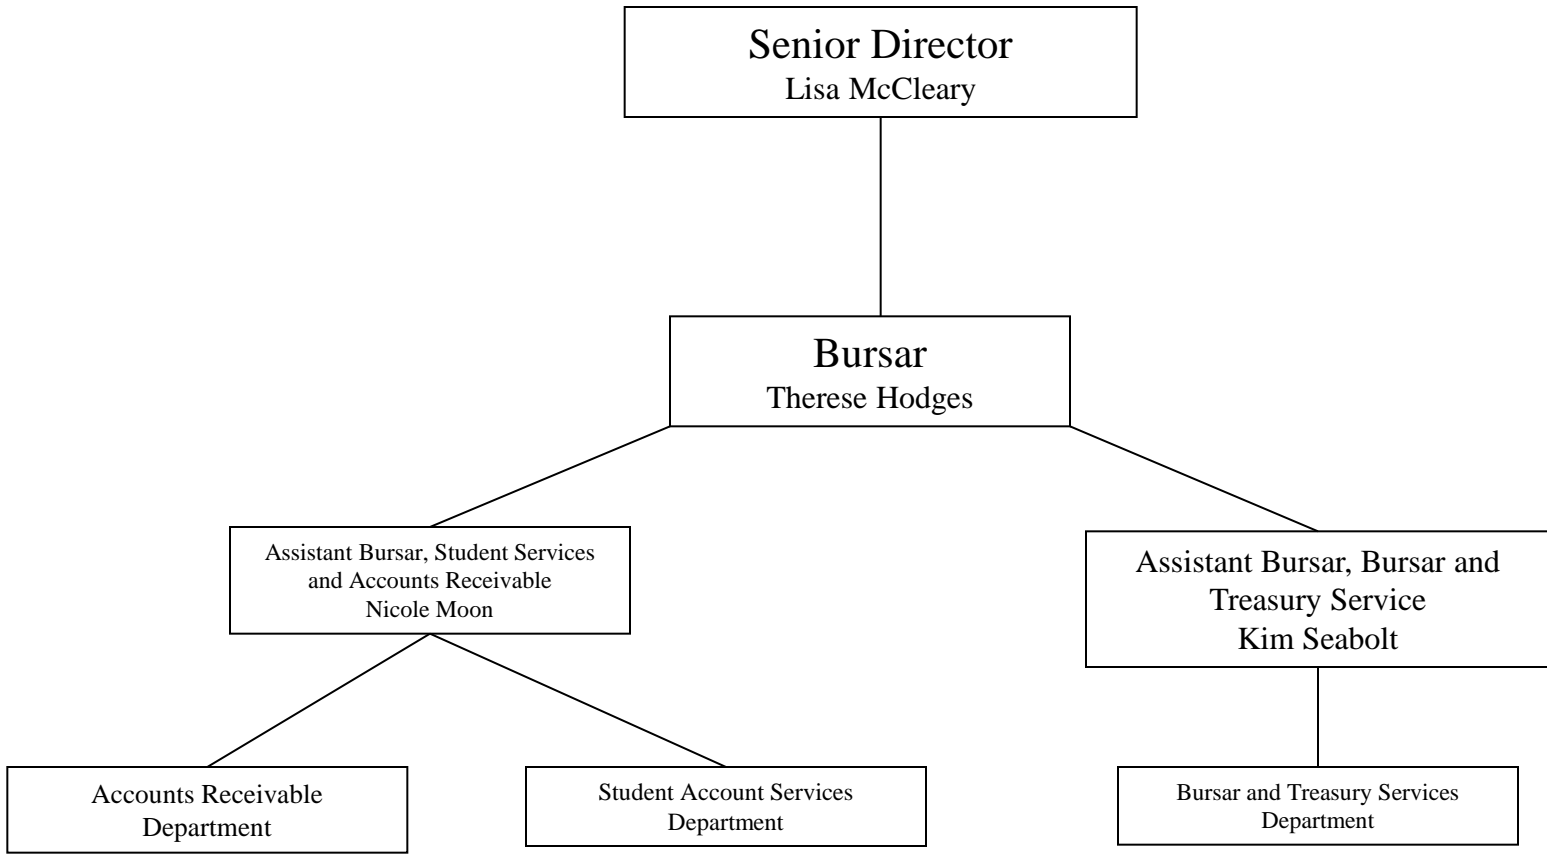 Senior Director
Lisa McCleary
Bursar
Therese Hodges
Assistant Bursar, Student Services
and Accounts Receivable
Nicole Moon
Assistant Bursar, Bursar and
Treasury Service
Kim Seabolt
Accounts Receivable
Department
Student Account Services
Department
Bursar and Treasury Services
Department